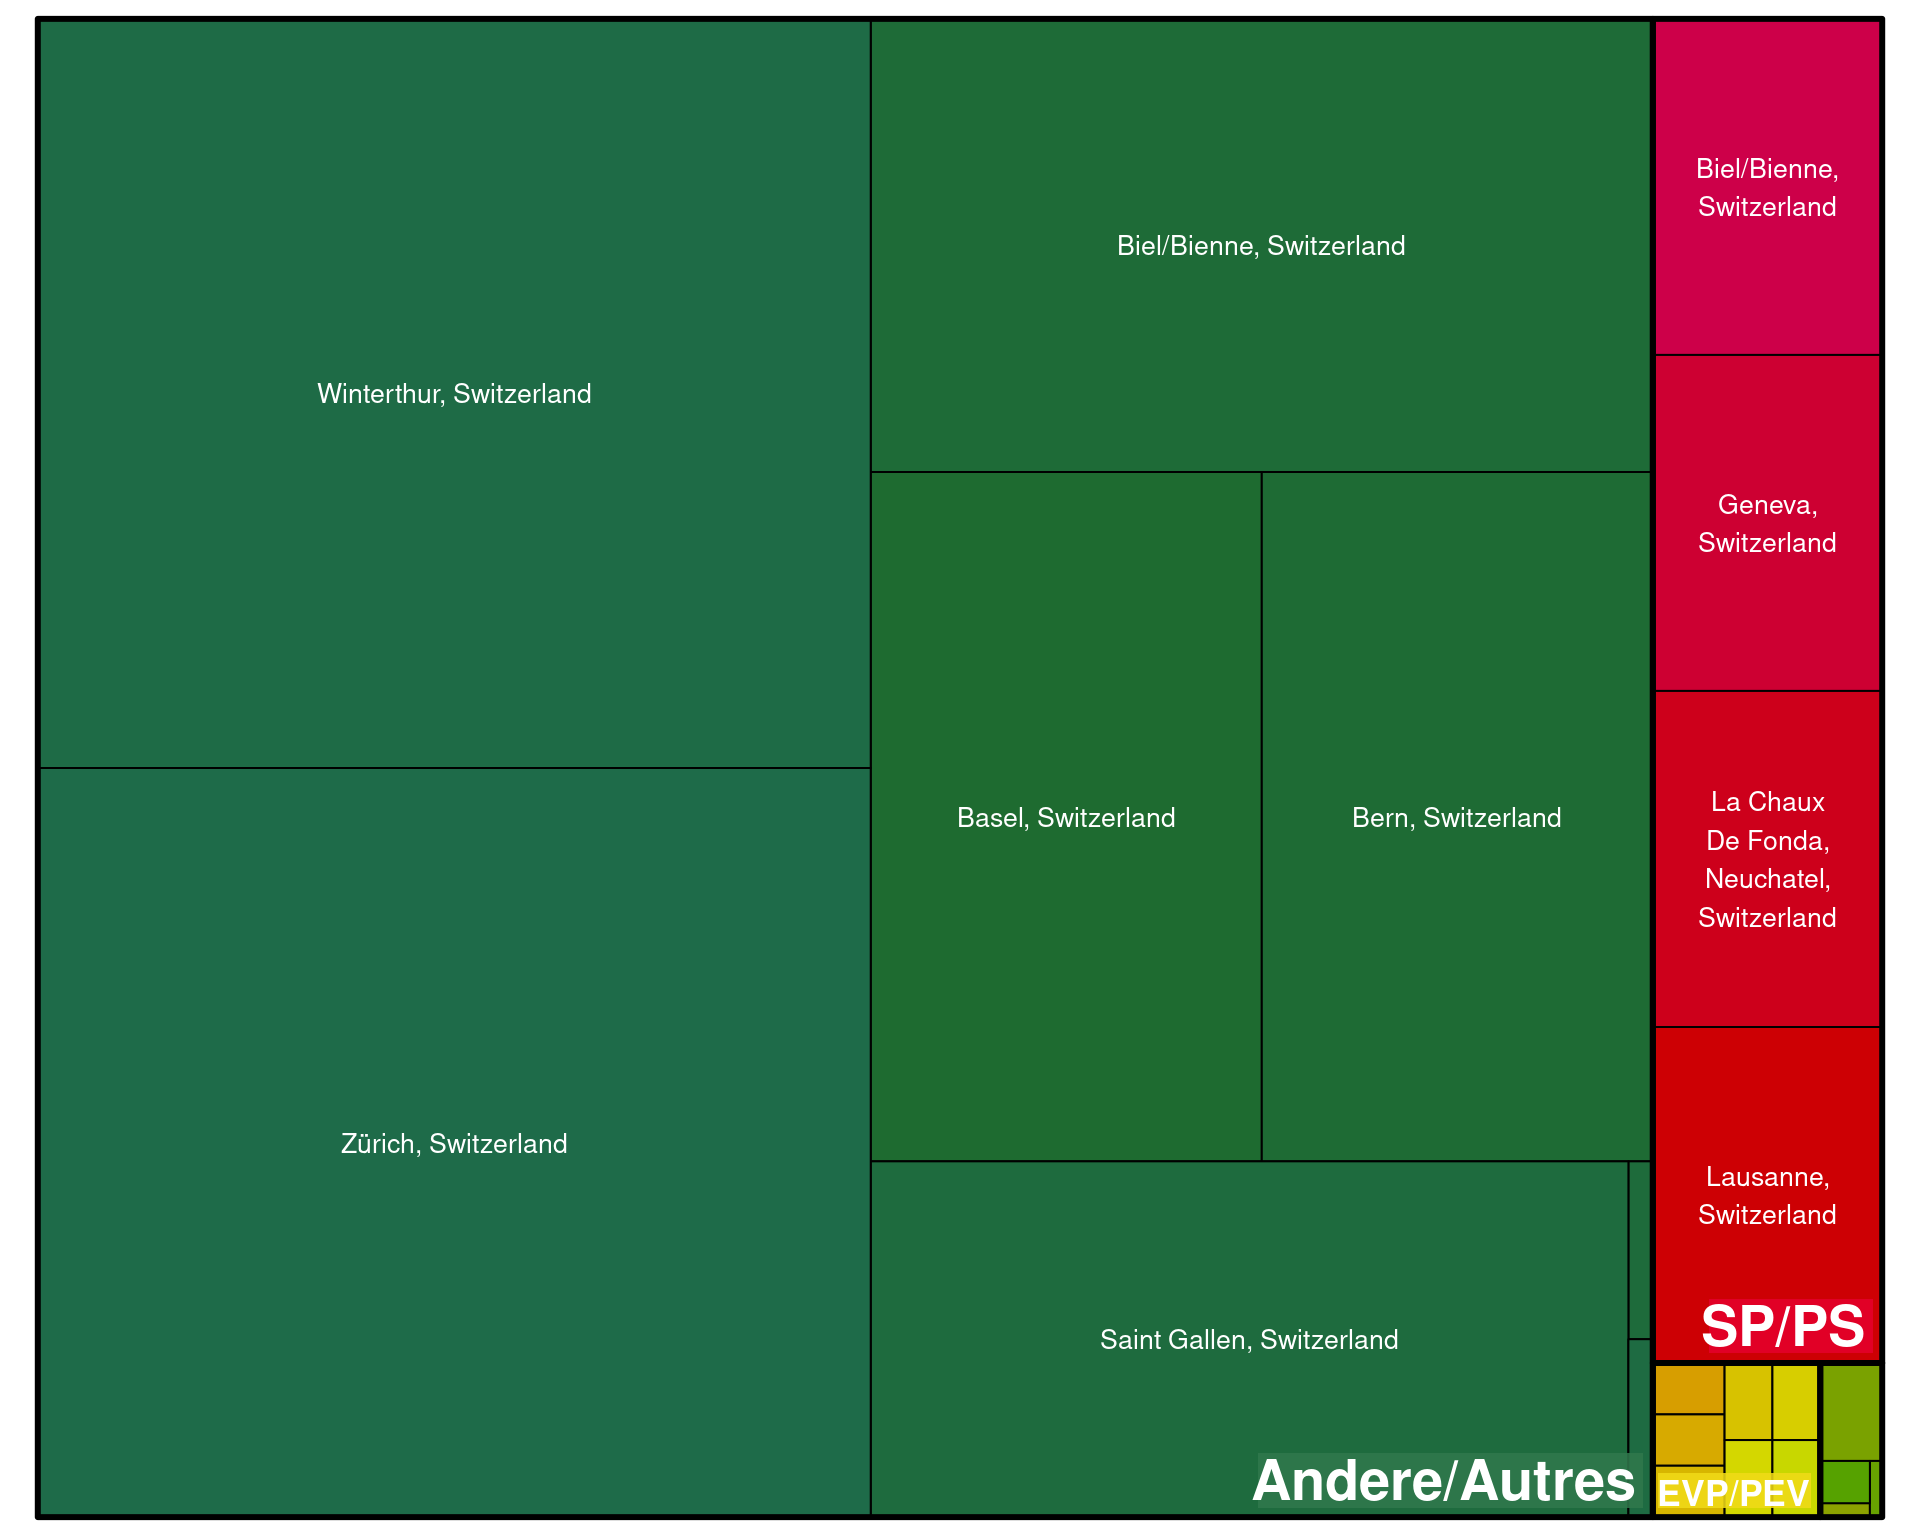 Winterthur, Switzerland
Zürich, Switzerland
Biel/Bienne, Switzerland
Basel, Switzerland
Bern, Switzerland
Saint Gallen, Switzerland
Andere/Autres
Biel/Bienne,
Switzerland
Geneva,
Switzerland
La Chaux
De Fonda,
Neuchatel,
Switzerland
Lausanne,
Switzerland
SP/PS
EVP/PEV